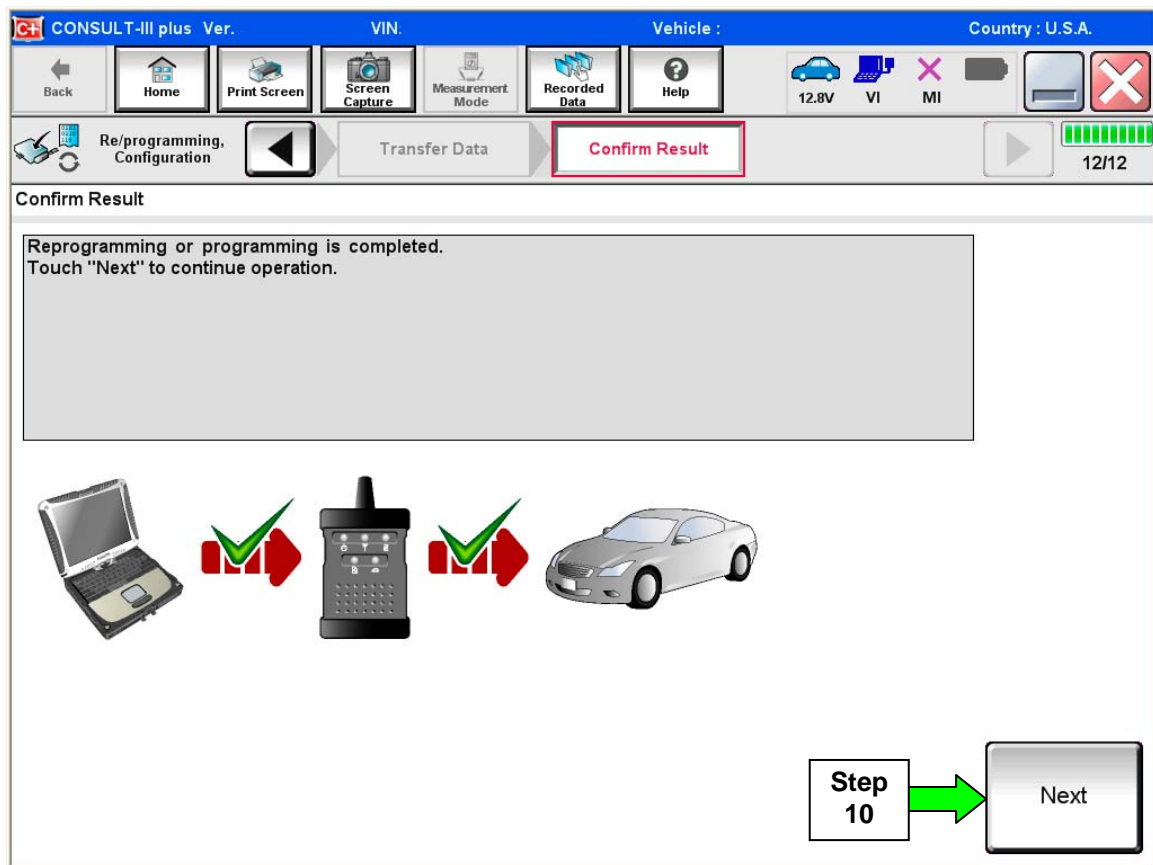 C+ CONSULT-III plus Ver. VIN: Vehicle : Country : U.S.A.
Back
Home
Print Screen
Screen
Capture
Measurement
Mode
Recorded
Data
Help
12.8V
VI
MI
Re/programming,
Configuration
Transfer Data
Confirm Result
12/12
Confirm Result
Reprogramming or programming is completed.
Touch "Next" to continue operation.
Step
10
Next